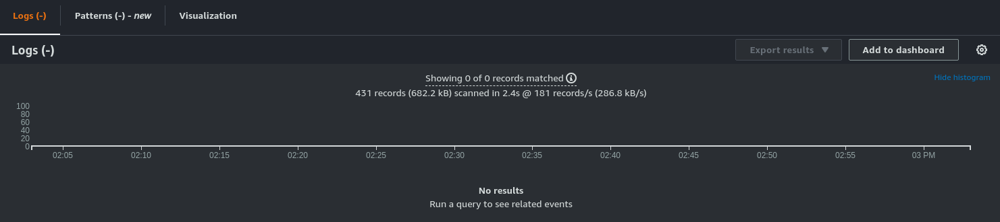 Logs (-)
Patterns (-) - new
Visualization
Logs (-)
Export results
Add to dashboard
Showing 0 of 0 records matched
Hide histogram
431 records (682.2 kB) scanned in 2.4s @ 181 records/s (286.8 kB/s)
100
80
60
40
20
0
02:05 02:10 02:15 02:20 02:25 02:30 02:35 02:40 02:45 02:50 02:55 03 PM
No results
Run a query to see related events